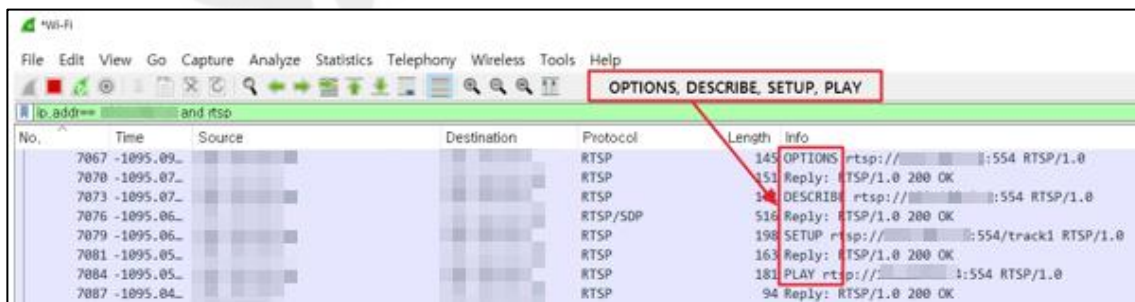 *Wi-Fi
File Edit View Go Capture Analyze Statistics Telephony Wireless Tools Help
OPTIONS, DESCRIBE, SETUP, PLAY
ip.addr== and rtsp
No. Time Source Destination Protocol Length Info
7067 -1095.09… RTSP 145 OPTIONS rtsp:// :554 RTSP/1.0
7070 -1095.07… RTSP 151 Reply: RTSP/1.0 200 OK
7073 -1095.07… RTSP DESCRIBE rtsp:// :554 RTSP/1.0
7076 -1095.06… RTSP/SDP 516 Reply: RTSP/1.0 200 OK
7079 -1095.06… RTSP 198 SETUP rtsp:// :554/track1 RTSP/1.0
7081 -1095.05… RTSP 163 Reply: RTSP/1.0 200 OK
7084 -1095.05… RTSP 181 PLAY rtsp:// :554 RTSP/1.0
7087 -1095.04… RTSP 94 Reply: RTSP/1.0 200 OK